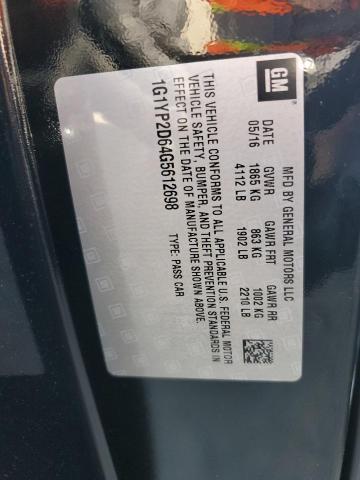 GM
MFD BY GENERAL MOTORS LLC
DATE GVWR GAWR FRT GAWR RR
05/16 1865 KG 863 KG 1002 KG
4112 LB 1902 LB 2210 LB
THIS VEHICLE CONFORMS TO ALL APPLICABLE U.S. FEDERAL MOTOR
VEHICLE SAFETY, BUMPER, AND THEFT PREVENTION STANDARDS IN
EFFECT ON THE DATE OF MANUFACTURE SHOWN ABOVE.
1G1YP2D64G5612698 TYPE: PASS CAR